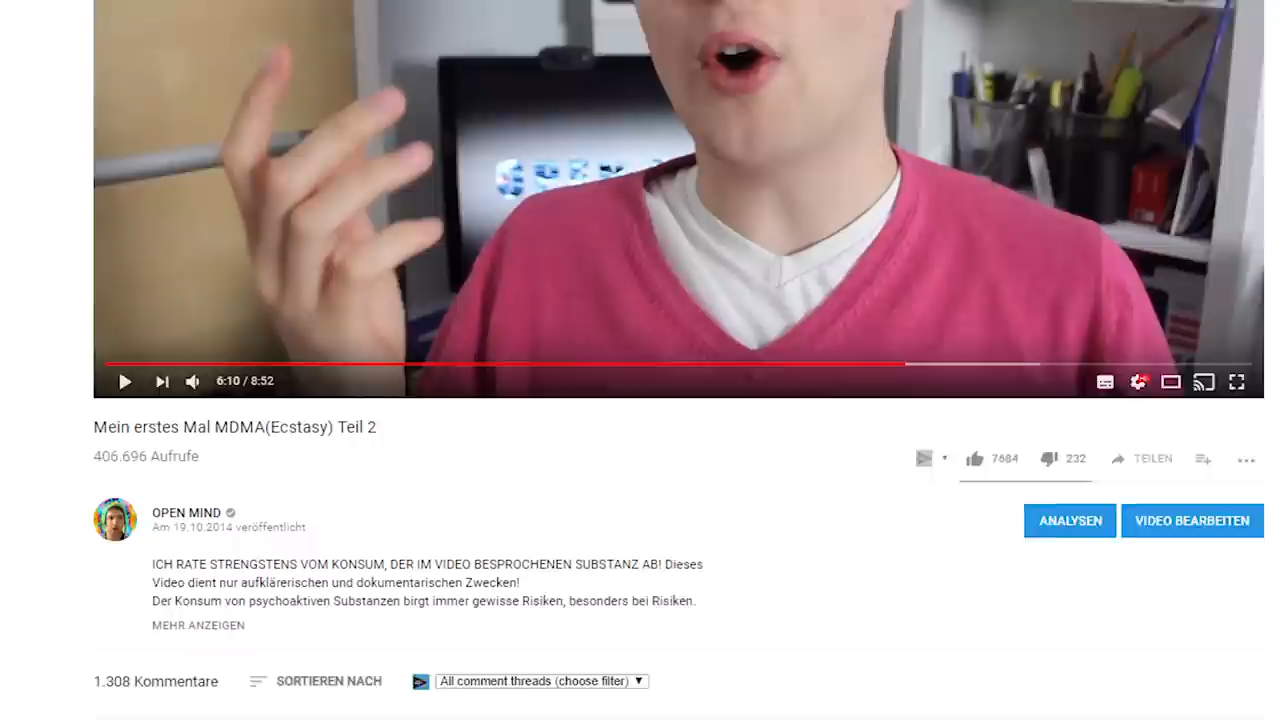 6:10 / 8:52
Mein erstes Mal MDMA(Ecstasy) Teil 2
406.696 Aufrufe
7684 232 TEILEN
OPEN MIND
Am 19.10.2014 veröffentlicht
ANALYSEN VIDEO BEARBEITEN
ICH RATE STRENGSTENS VOM KONSUM, DER IM VIDEO BESPROCHENEN SUBSTANZ AB! Dieses
Video dient nur aufklärerischen und dokumentarischen Zwecken!
Der Konsum von psychoaktiven Substanzen birgt immer gewisse Risiken, besonders bei Risiken.
MEHR ANZEIGEN
1.308 Kommentare SORTIEREN NACH All comment threads (choose filter)